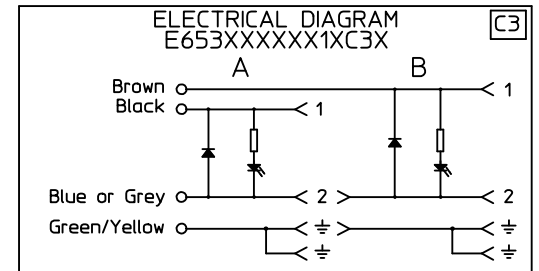 ELECTRICAL DIAGRAM
C3
E653XXXXXX1XC3X
A B
Brown 1
Black 1
Blue or Grey 2 2
Green/Yellow